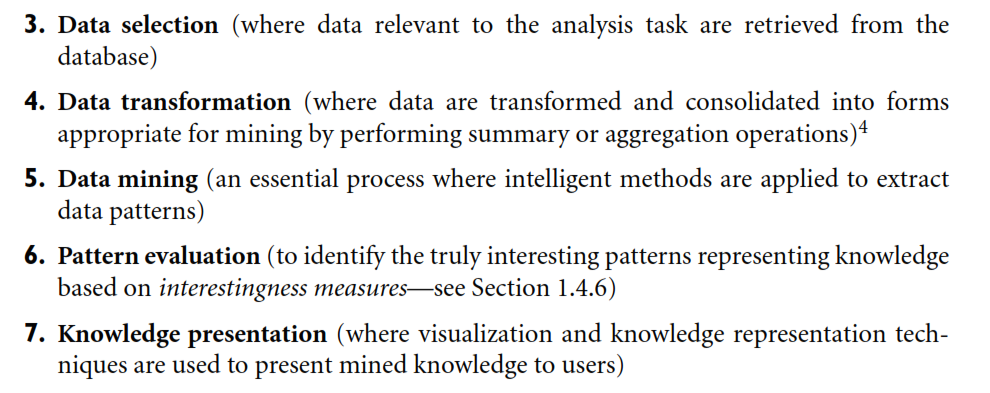 3. Data selection (where data relevant to the analysis task are retrieved from the
database)
4. Data transformation (where data are transformed and consolidated into forms
appropriate for mining by performing summary or aggregation operations)⁴
5. Data mining (an essential process where intelligent methods are applied to extract
data patterns)
6. Pattern evaluation (to identify the truly interesting patterns representing knowledge
based on interestingness measures—see Section 1.4.6)
7. Knowledge presentation (where visualization and knowledge representation tech-
niques are used to present mined knowledge to users)